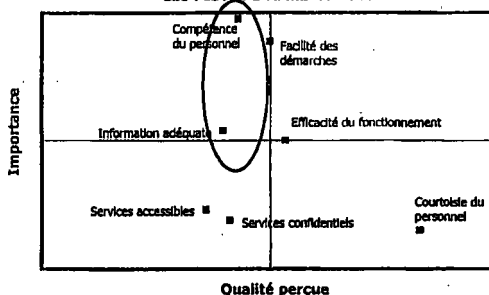 Compétence
du personnel
Facilité des
démarches
Importance
Information adéquate
Efficacité du fonctionnement
Services accessibles
Services confidentiels
Courtoisie du
personnel
Qualité perçue